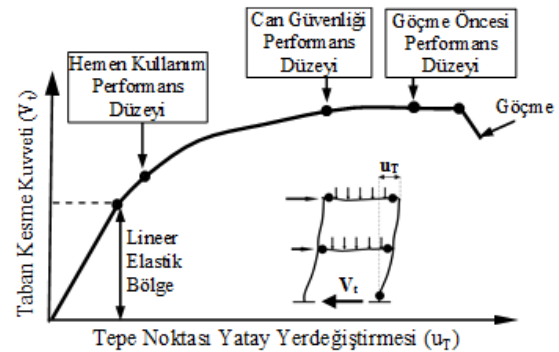 Can Güvenliği
Performans
Düzeyi
Göçme Öncesi
Performans
Düzeyi
Hemen Kullanım
Performans
Düzeyi
Göçme
Taban Kesme Kuvveti (Vt)
Lineer
Elastik
Bölge
uT
Vt
Tepe Noktası Yatay Yerdeğiştirmesi (uT)